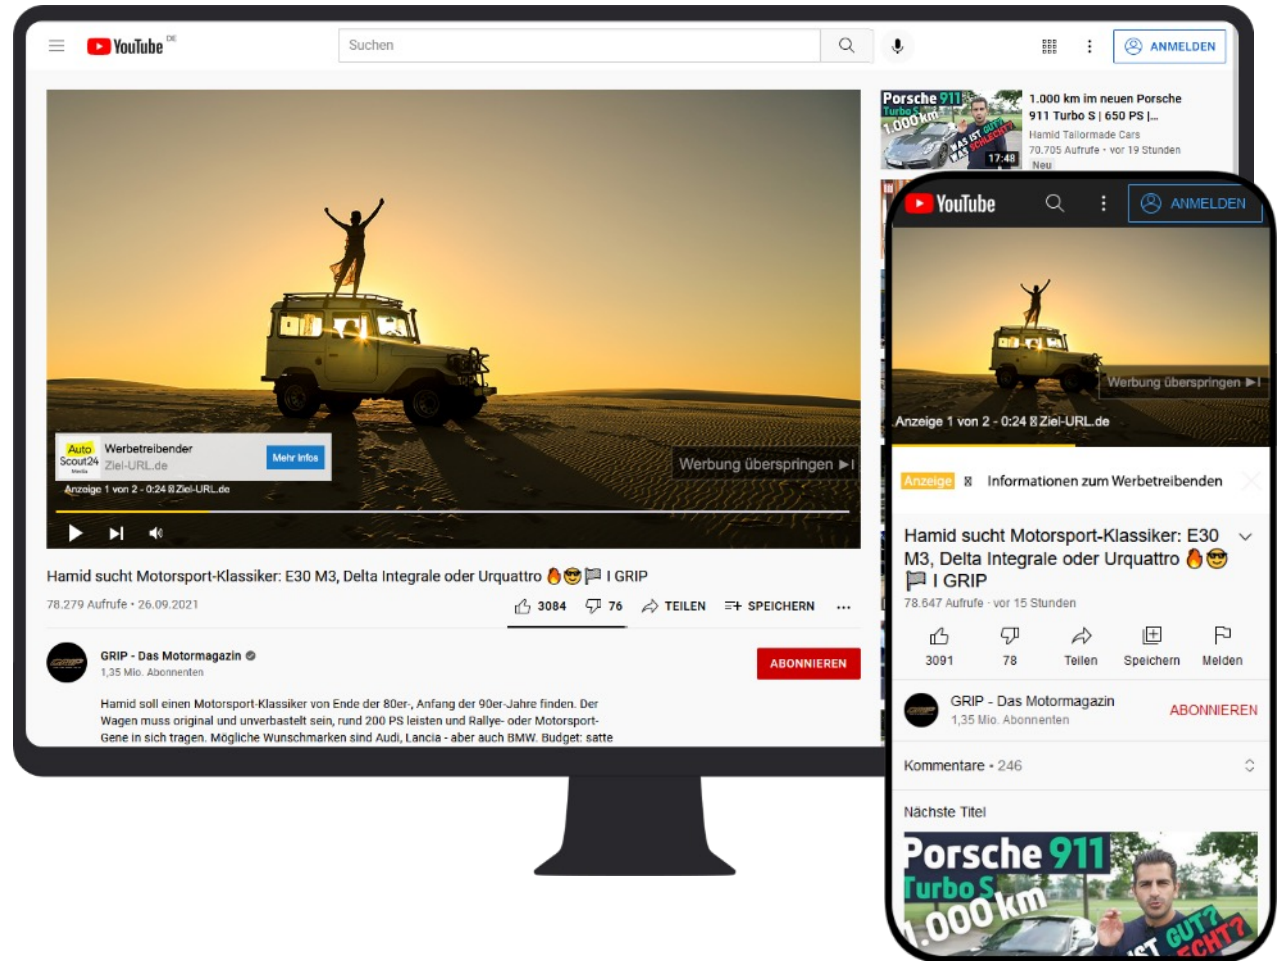 YouTube DE
Suchen
ANMELDEN
Porsche 911
Turbo S
1.000 km
WAS IST GUT?
WAS SCHLECHT?
17:48
1.000 km im neuen Porsche
911 Turbo S | 650 PS |...
Hamid Tailormade Cars
70.705 Aufrufe • vor 19 Stunden
Neu
Auto
Scout24
Media
Werbetreibender
Ziel-URL.de
Mehr Infos
Anzeige 1 von 2 - 0:24 Ziel-URL.de
Werbung überspringen
Hamid sucht Motorsport-Klassiker: E30 M3, Delta Integrale oder Urquattro 🔥😎🏁 I GRIP
78.279 Aufrufe • 26.09.2021
3084 76 TEILEN SPEICHERN ...
GRIP
GRIP - Das Motormagazin
1,35 Mio. Abonnenten
ABONNIEREN
Hamid soll einen Motorsport-Klassiker von Ende der 80er-, Anfang der 90er-Jahre finden. Der
Wagen muss original und unverbastelt sein, rund 200 PS leisten und Rallye- oder Motorsport-
Gene in sich tragen. Mögliche Wunschmarken sind Audi, Lancia - aber auch BMW. Budget: satte
YouTube
ANMELDEN
Werbung überspringen
Anzeige 1 von 2 - 0:24 Ziel-URL.de
Anzeige Informationen zum Werbetreibenden
Hamid sucht Motorsport-Klassiker: E30
M3, Delta Integrale oder Urquattro 🔥😎
🏁 I GRIP
78.647 Aufrufe · vor 15 Stunden
3091 78 Teilen Speichern Melden
GRIP - Das Motormagazin
1,35 Mio. Abonnenten
ABONNIEREN
Kommentare • 246
Nächste Titel
Porsche 911
Turbo S
1.000 km
IST GUT?